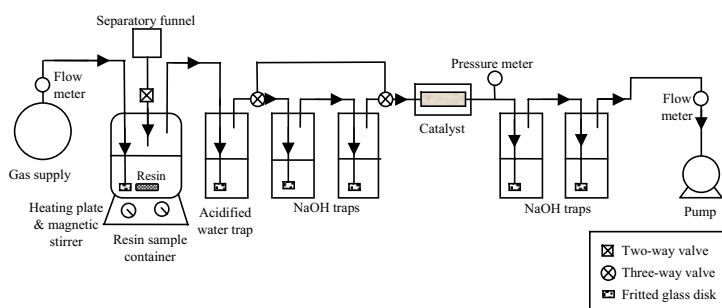 Separatory funnel
Flow
meter
Pressure meter
Gas supply
Resin
Catalyst
Flow
meter
Heating plate
& magnetic
stirrer
Resin sample
container
Acidified
water trap
NaOH traps
NaOH traps
Pump
Two-way valve
Three-way valve
Fritted glass disk